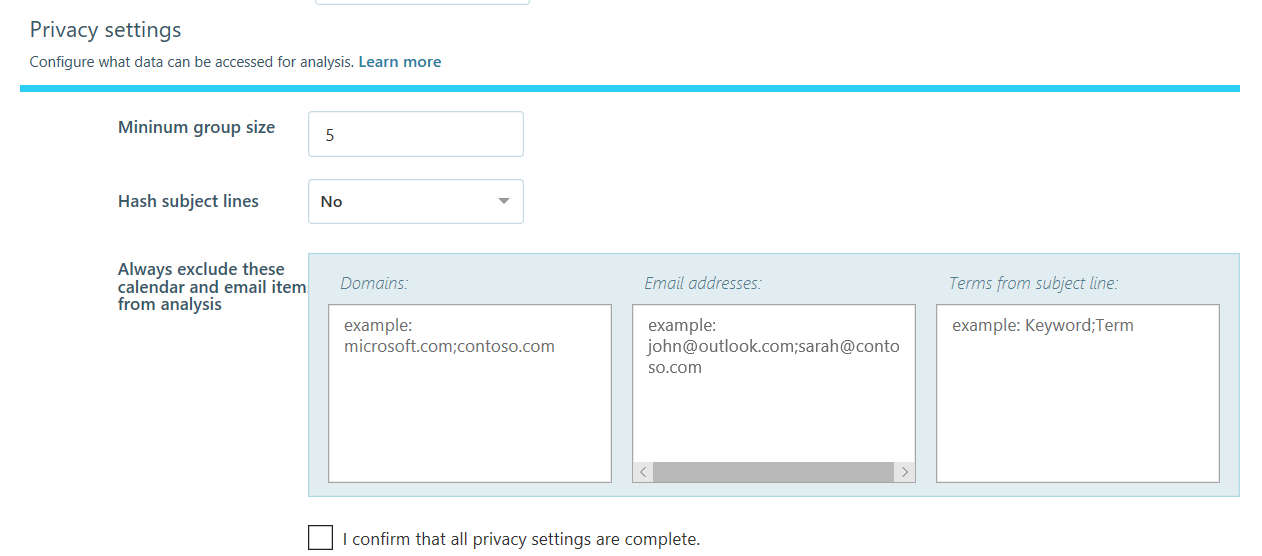 Privacy settings
Configure what data can be accessed for analysis. Learn more
Mininum group size
5
Hash subject lines
No
Always exclude these
calendar and email item
from analysis
Domains:
example:
microsoft.com;contoso.com
Email addresses:
example:
john@outlook.com;sarah@conto
so.com
Terms from subject line:
example: Keyword;Term
I confirm that all privacy settings are complete.